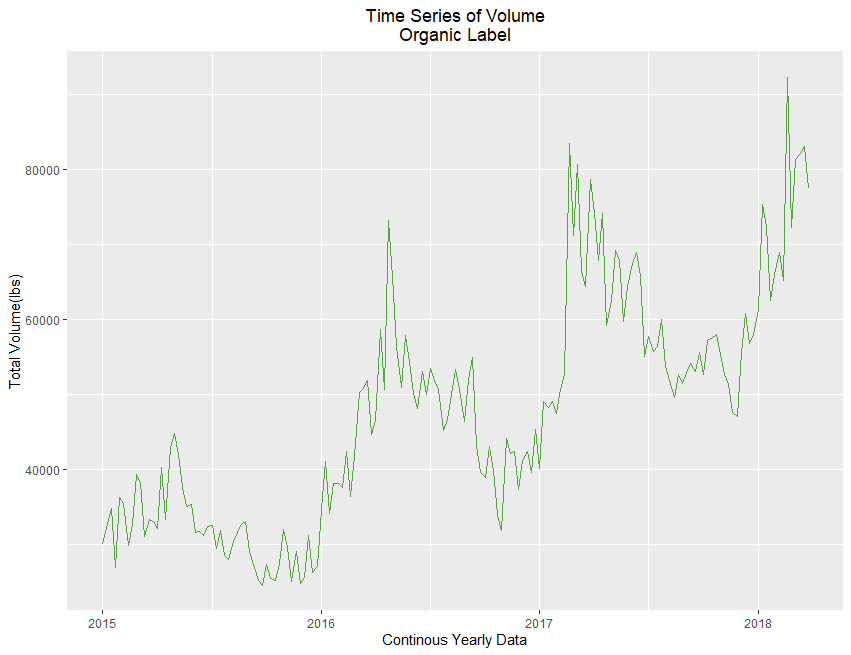 Time Series of Volume
Organic Label
Total Volume(lbs)
80000
60000
40000
2015 2016 2017 2018
Continous Yearly Data